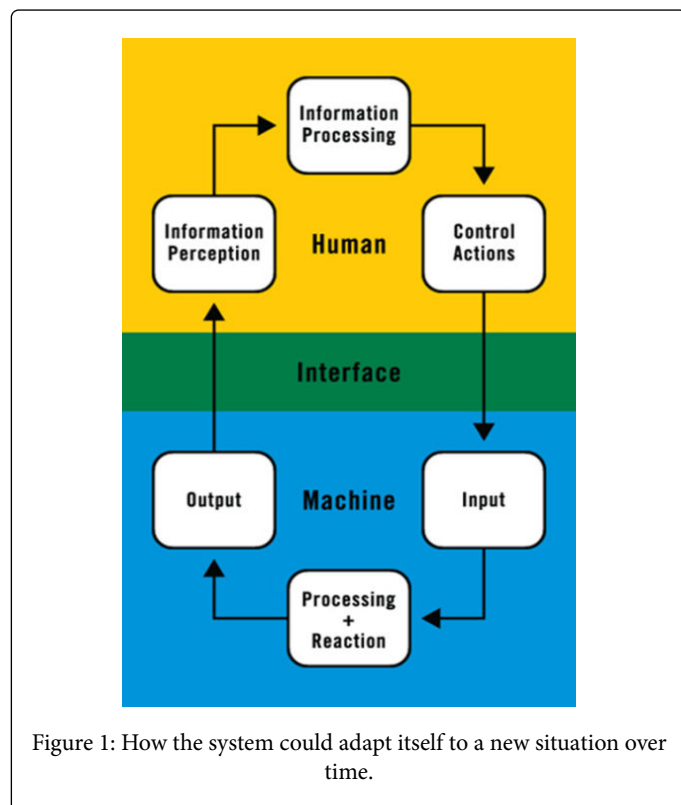 Information
Processing
Information
Perception
Human
Control
Actions
Interface
Output
Machine
Input
Processing
+
Reaction
Figure 1: How the system could adapt itself to a new situation over
time.